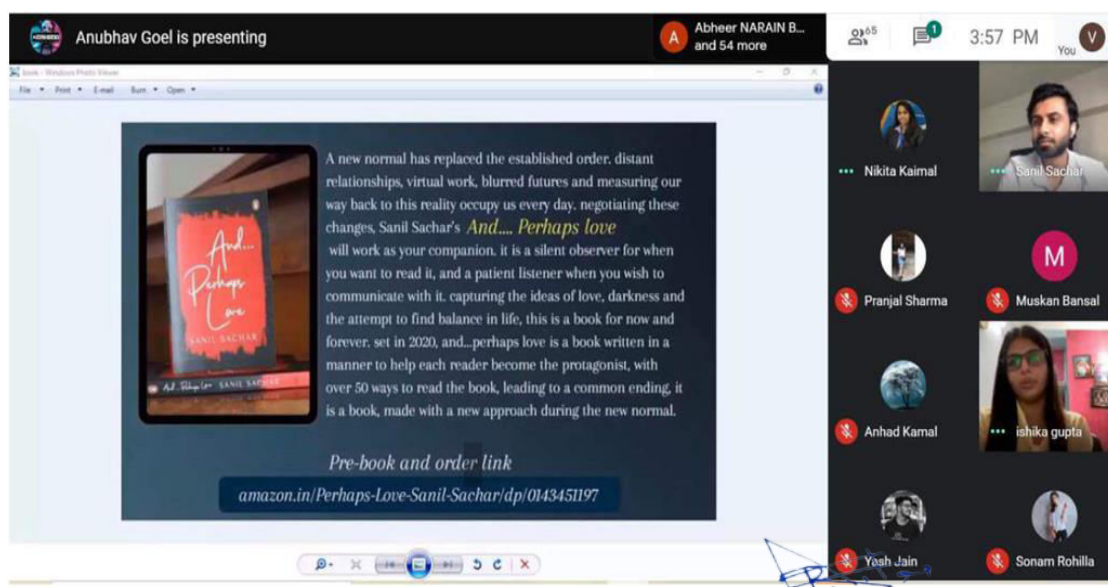 Anubhav Goel is presenting
A
Abheer NARAIN B...
and 54 more
65
1
3:57 PM
You
V
book - Windows Photo Viewer
File Print E-mail Burn Open
A new normal has replaced the established order. distant
relationships, virtual work, blurred futures and measuring our
way back to this reality occupy us every day. negotiating these
changes, Sanil Sachar's And.... Perhaps love
will work as your companion. it is a silent observer for when
you want to read it, and a patient listener when you wish to
communicate with it. capturing the ideas of love, darkness and
the attempt to find balance in life, this is a book for now and
forever. set in 2020, and...perhaps love is a book written in a
manner to help each reader become the protagonist, with
over 50 ways to read the book, leading to a common ending, it
is a book, made with a new approach during the new normal.
And...
Perhaps
Love
SANIL SACHAR
And...Perhaps Love SANIL SACHAR
Pre-book and order link
amazon.in/Perhaps-Love-Sanil-Sachar/dp/0143451197
Nikita Kaimal
Sanil Sachar
Pranjal Sharma
M
Muskan Bansal
Anhad Kamal
ishika gupta
Yash Jain
Sonam Rohilla